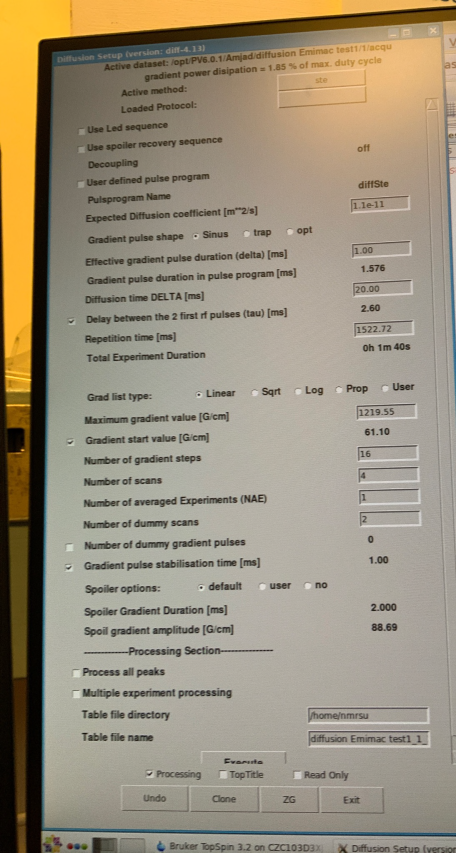 Diffusion Setup (version: diff-4.13)
Active dataset: /opt/PV6.0.1/Amjad/diffusion Emimac test1/1/acqu
gradient power disipation = 1.85 % of max. duty cycle
Active method: ste
Loaded Protocol:
Use Led sequence
Use spoiler recovery sequence
Decoupling off
User defined pulse program
Pulsprogram Name diffSte
Expected Diffusion coefficient [m^2/s] 1.1e-11
Gradient pulse shape Sinus trap opt
Effective gradient pulse duration (delta) [ms] 1.00
Gradient pulse duration in pulse program [ms] 1.576
Diffusion time DELTA [ms] 20.00
Delay between the 2 first rf pulses (tau) [ms] 2.60
Repetition time [ms] 1522.72
Total Experiment Duration 0h 1m 40s
Grad list type: Linear Sqrt Log Prop User
Maximum gradient value [G/cm] 1219.55
Gradient start value [G/cm] 61.10
Number of gradient steps 16
Number of scans 4
Number of averaged Experiments (NAE) 1
Number of dummy scans 2
Number of dummy gradient pulses 0
Gradient pulse stabilisation time [ms] 1.00
Spoiler options: default user no
Spoiler Gradient Duration [ms] 2.000
Spoil gradient amplitude [G/cm] 88.69
-------------Processing Section---------------
Process all peaks
Multiple experiment processing
Table file directory /home/nmrsu
Table file name diffusion Emimac test1_1_
Execute
Processing TopTitle Read Only
Undo Clone ZG Exit
Bruker TopSpin 3.2 on CZC103D3 Diffusion Setup (version